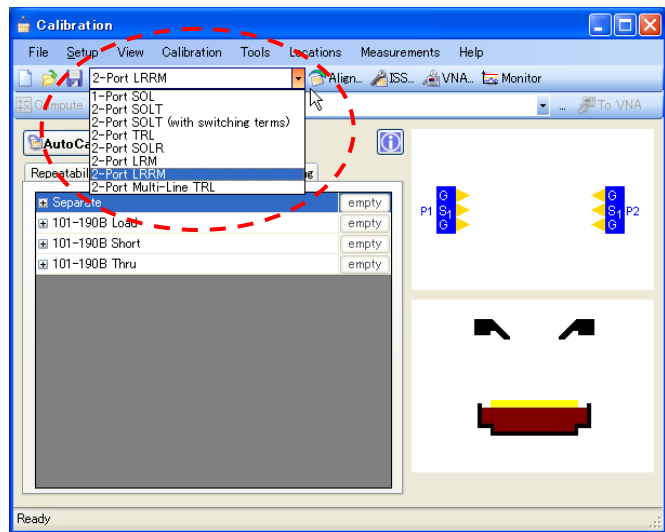 Calibration
File Setup View Calibration Tools Locations Measurements Help
2-Port LRRM Align... ISS... VNA... Monitor
1-Port SOL
Compute ... To VNA
2-Port SOLT
2-Port SOLT (with switching terms)
2-Port TRL
2-Port SOLR
2-Port LRM
2-Port LRRM
2-Port Multi-Line TRL
Separate empty
101-190B Load empty
101-190B Short empty
101-190B Thru empty
P1 G S1 G
G S1 G P2
Ready